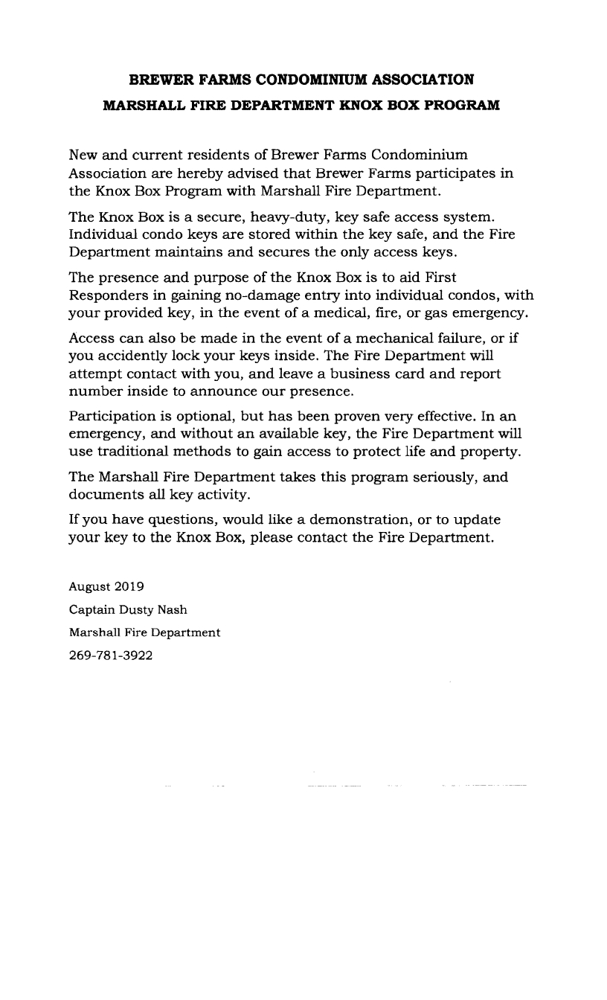 BREWER FARMS CONDOMINIUM ASSOCIATION
MARSHALL FIRE DEPARTMENT KNOX BOX PROGRAM
New and current residents of Brewer Farms Condominium
Association are hereby advised that Brewer Farms participates in
the Knox Box Program with Marshall Fire Department.
The Knox Box is a secure, heavy-duty, key safe access system.
Individual condo keys are stored within the key safe, and the Fire
Department maintains and secures the only access keys.
The presence and purpose of the Knox Box is to aid First
Responders in gaining no-damage entry into individual condos, with
your provided key, in the event of a medical, fire, or gas emergency.
Access can also be made in the event of a mechanical failure, or if
you accidently lock your keys inside. The Fire Department will
attempt contact with you, and leave a business card and report
number inside to announce our presence.
Participation is optional, but has been proven very effective. In an
emergency, and without an available key, the Fire Department will
use traditional methods to gain access to protect life and property.
The Marshall Fire Department takes this program seriously, and
documents all key activity.
If you have questions, would like a demonstration, or to update
your key to the Knox Box, please contact the Fire Department.
August 2019
Captain Dusty Nash
Marshall Fire Department
269-781-3922